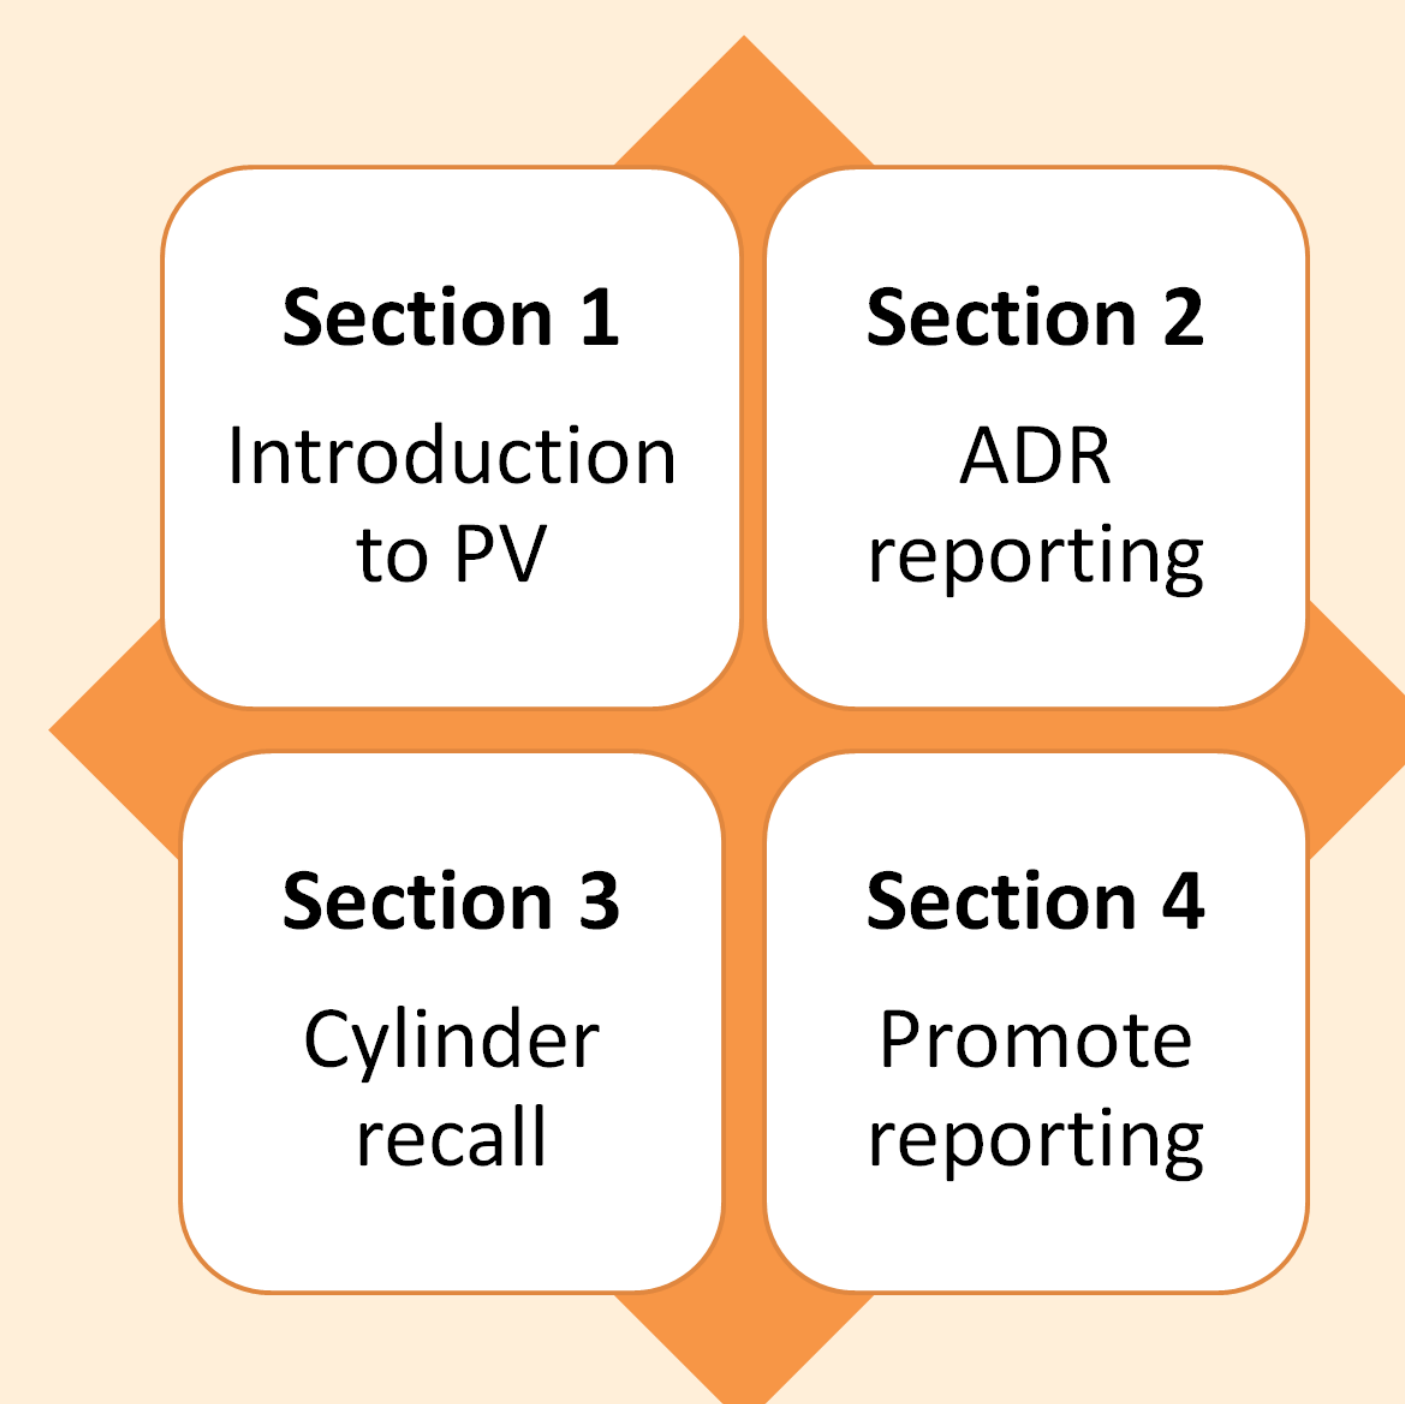 Section 1
Introduction
to PV
Section 2
ADR
reporting
Section 3
Cylinder
recall
Section 4
Promote
reporting